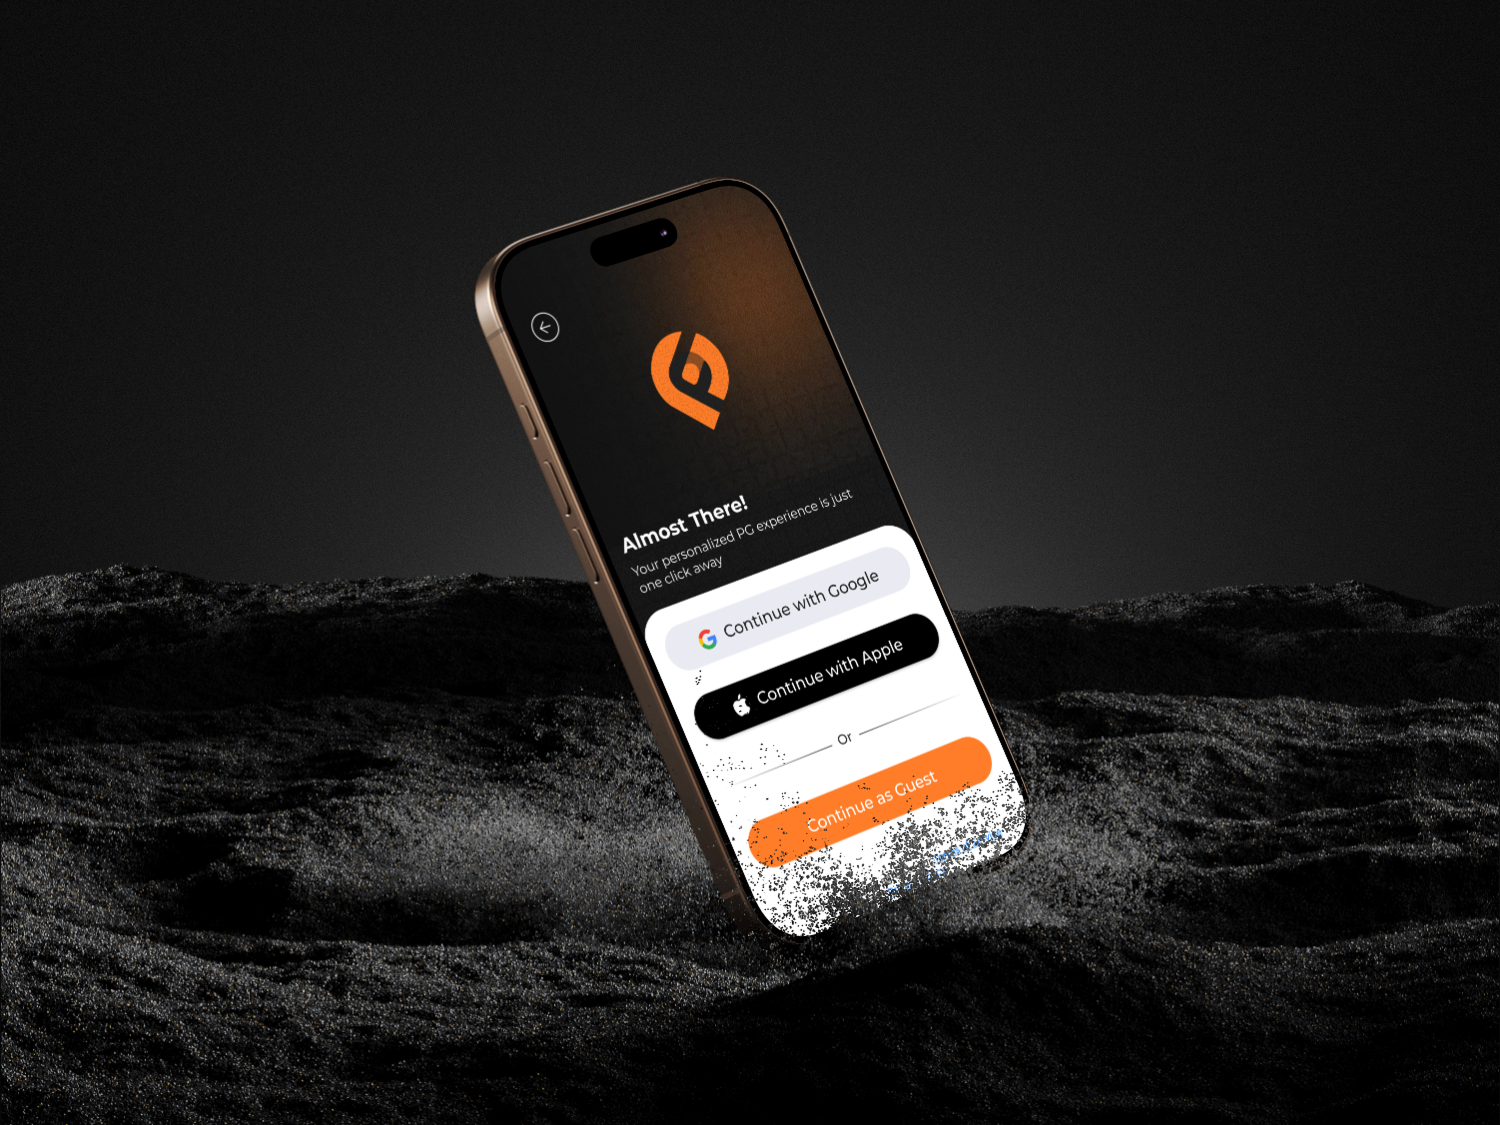 Almost There!
Your personalized PG experience is just
one click away
Continue with Google
Continue with Apple
Or
Continue as Guest